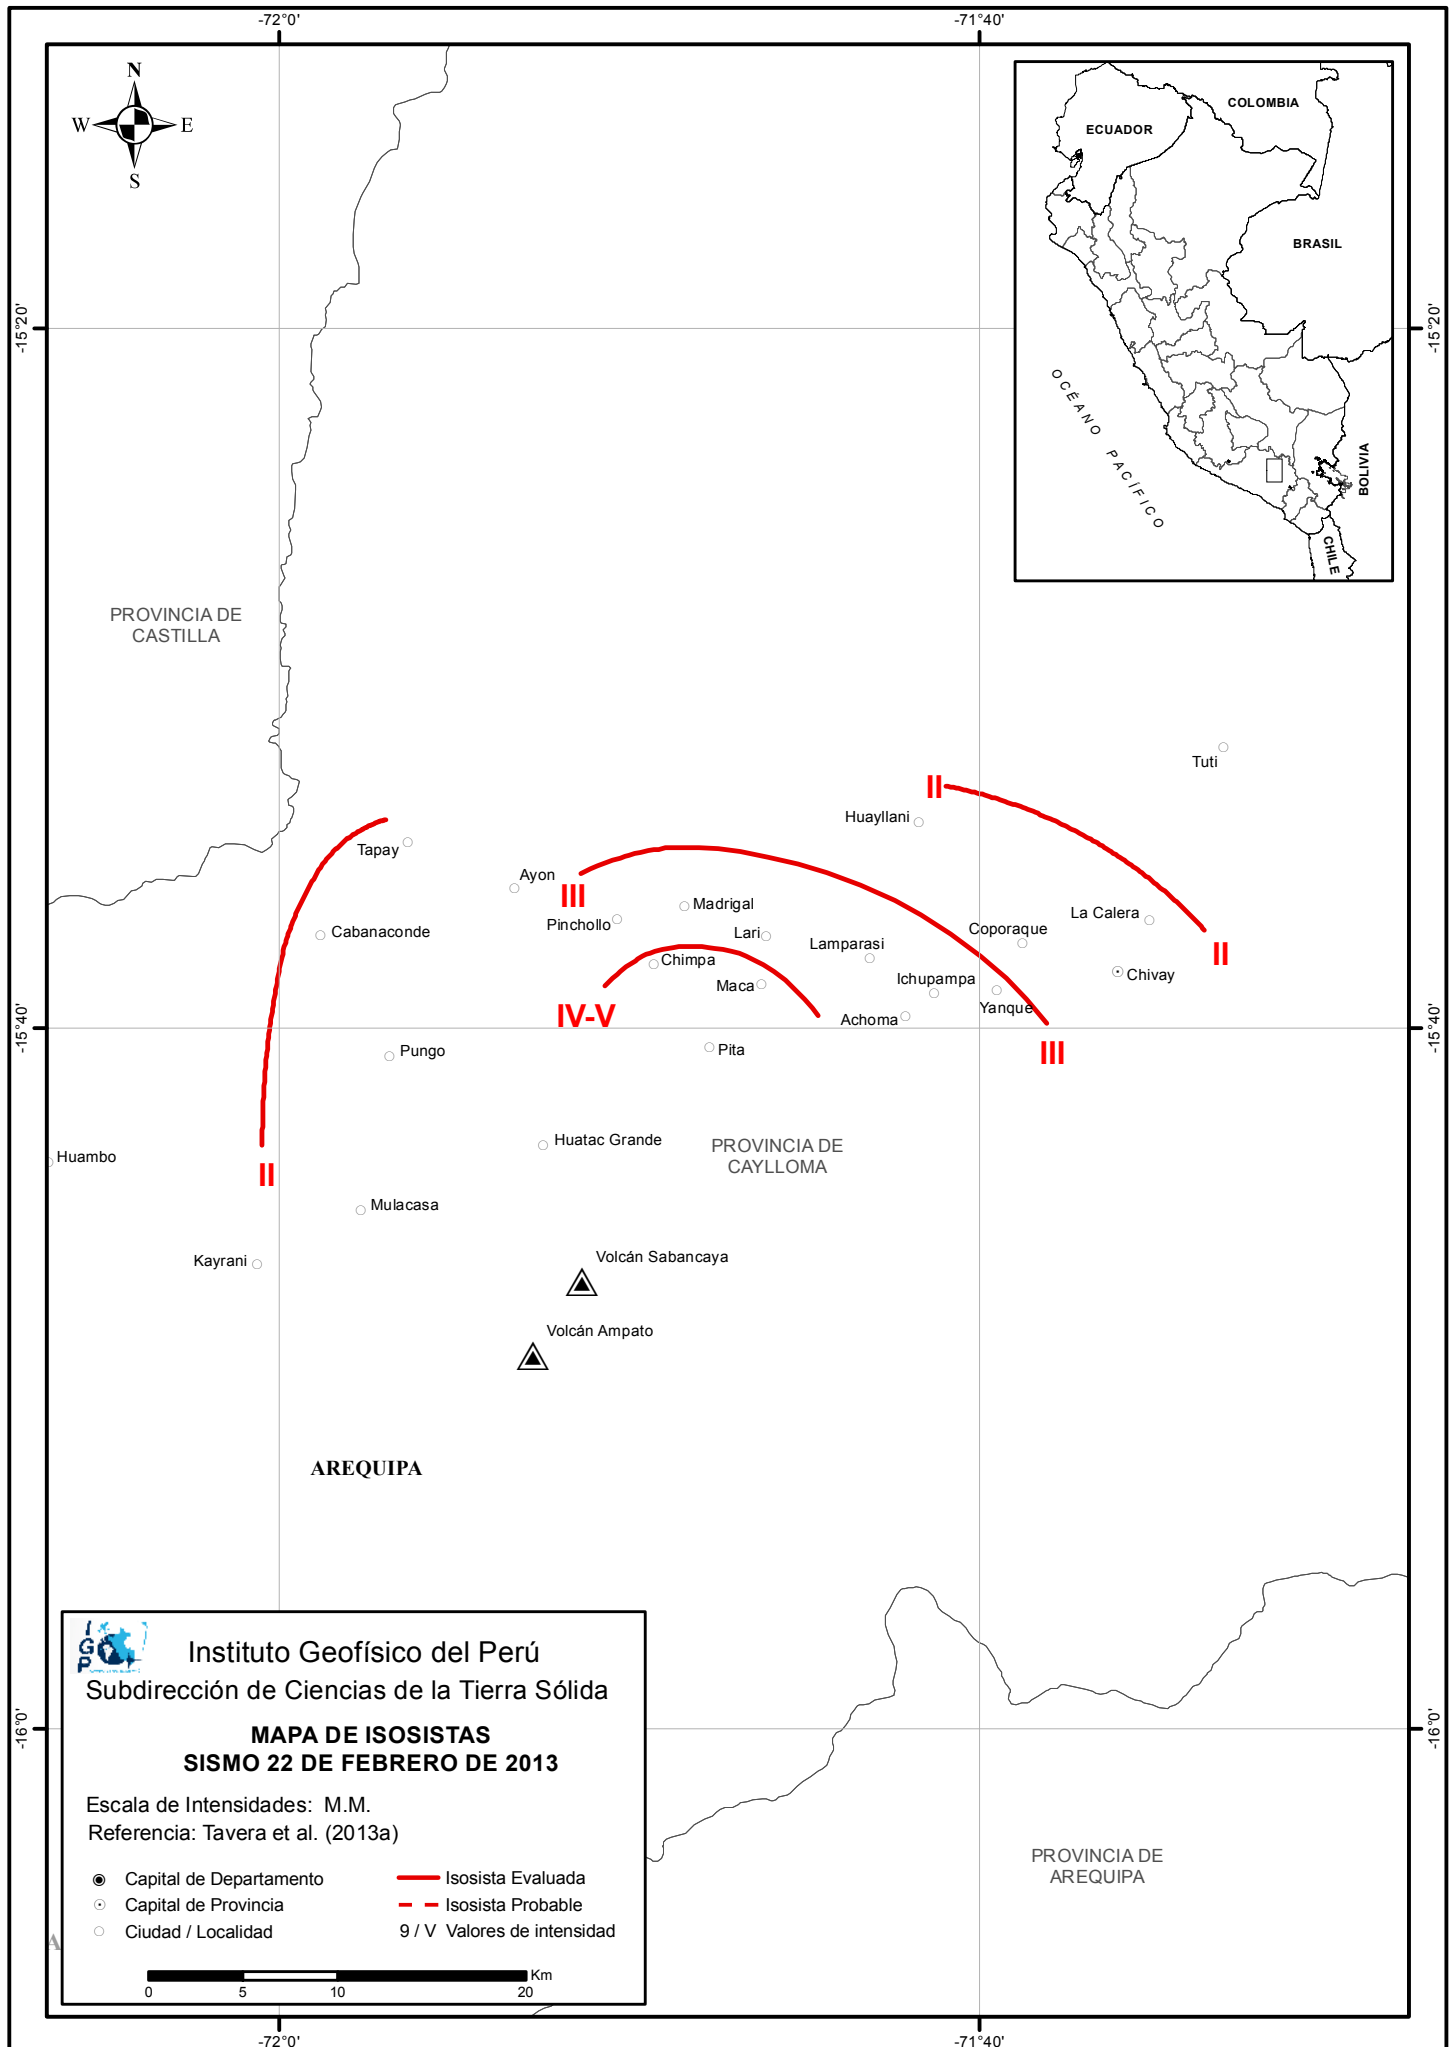 -72°0'
-71°40'
N
W
E
S
COLOMBIA
ECUADOR
BRASIL
OCÉANO PACÍFICO
BOLIVIA
CHILE
-15°20'
-15°20'
PROVINCIA DE
CASTILLA
Tuti
II
Huayllani
Tapay
Ayon
III
Madrigal
La Calera
Pinchollo
Cabanaconde
Lari
Coporaque
Lamparasi
II
Chimpa
Chivay
Maca
Ichupampa
Yanque
IV-V
Achoma
-15°40'
-15°40'
Pungo
Pita
III
Huatac Grande
PROVINCIA DE
CAYLLOMA
Huambo
II
Mulacasa
Kayrani
Volcán Sabancaya
Volcán Ampato
AREQUIPA
IGP
Instituto Geofísico del Perú
Subdirección de Ciencias de la Tierra Sólida
MAPA DE ISOSISTAS
SISMO 22 DE FEBRERO DE 2013
Escala de Intensidades: M.M.
Referencia: Tavera et al. (2013a)
Capital de Departamento
Isosista Evaluada
Capital de Provincia
Isosista Probable
Ciudad / Localidad
9 / V Valores de intensidad
Km
0 5 10 20
-16°0'
-16°0'
PROVINCIA DE
AREQUIPA
A
-72°0'
-71°40'